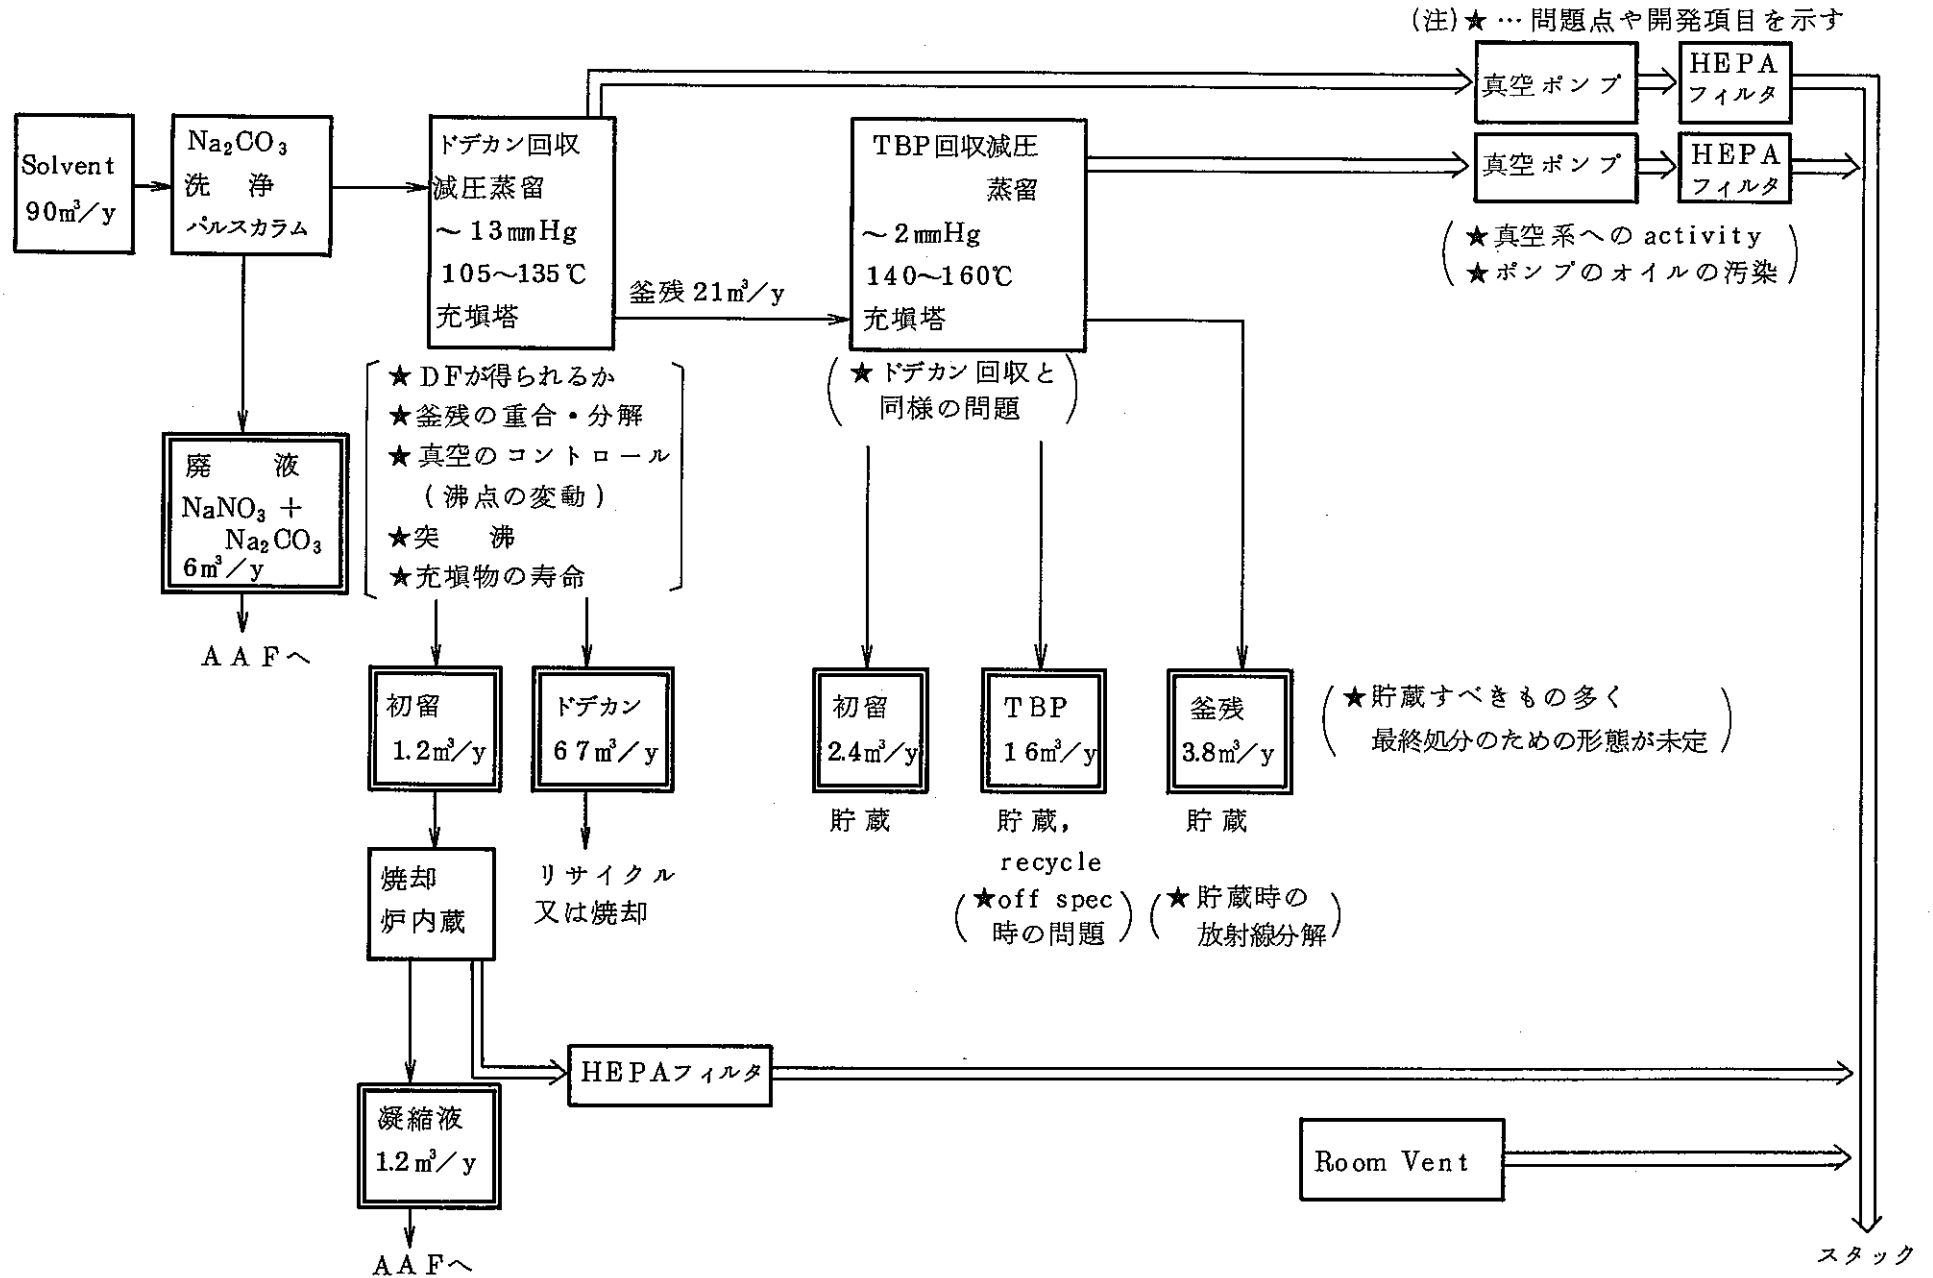 (注)★…問題点や開発項目を示す
Solvent
90m³/y
Na₂CO₃
洗 浄
パルスカラム
ドデカン回収
減圧蒸留
～13mmHg
105～135℃
充塡塔
釜残21m³/y
TBP回収減圧
蒸留
～2mmHg
140～160℃
充塡塔
真空ポンプ
HEPA
フィルタ
真空ポンプ
HEPA
フィルタ
★真空系へのactivity
★ポンプのオイルの汚染
★DFが得られるか
★釜残の重合・分解
★真空のコントロール
(沸点の変動)
★突 沸
★充塡物の寿命
★ドデカン回収と
同様の問題
廃 液
NaNO₃ +
Na₂CO₃
6m³/y
AAFへ
初留
1.2m³/y
ドデカン
67m³/y
初留
2.4m³/y
貯蔵
TBP
16m³/y
貯蔵,
recycle
(★off spec
時の問題)
釜残
3.8m³/y
貯蔵
(★貯蔵時の
放射線分解)
(★貯蔵すべきもの多く
最終処分のための形態が未定)
焼却
炉内蔵
リサイクル
又は焼却
HEPAフィルタ
凝縮液
1.2m³/y
AAFへ
Room Vent
スタック